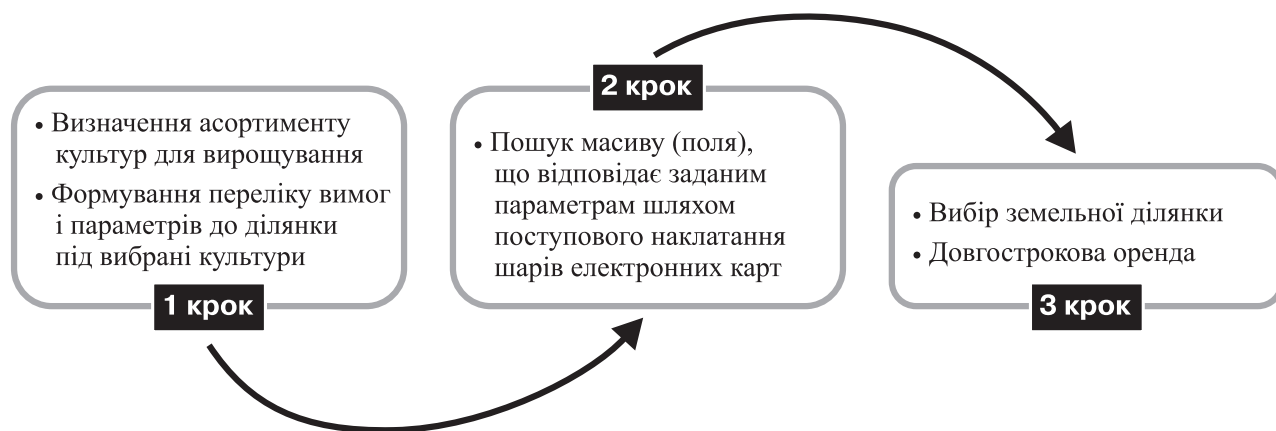 • Визначення асортименту
культур для вирощування
• Формування переліку вимог
і параметрів до ділянки
під вибрані культури
1 крок
2 крок
• Пошук масиву (поля),
що відповідає заданим
параметрам шляхом
поступового наклатання
шарів електронних карт
• Вибір земельної ділянки
• Довгострокова оренда
3 крок